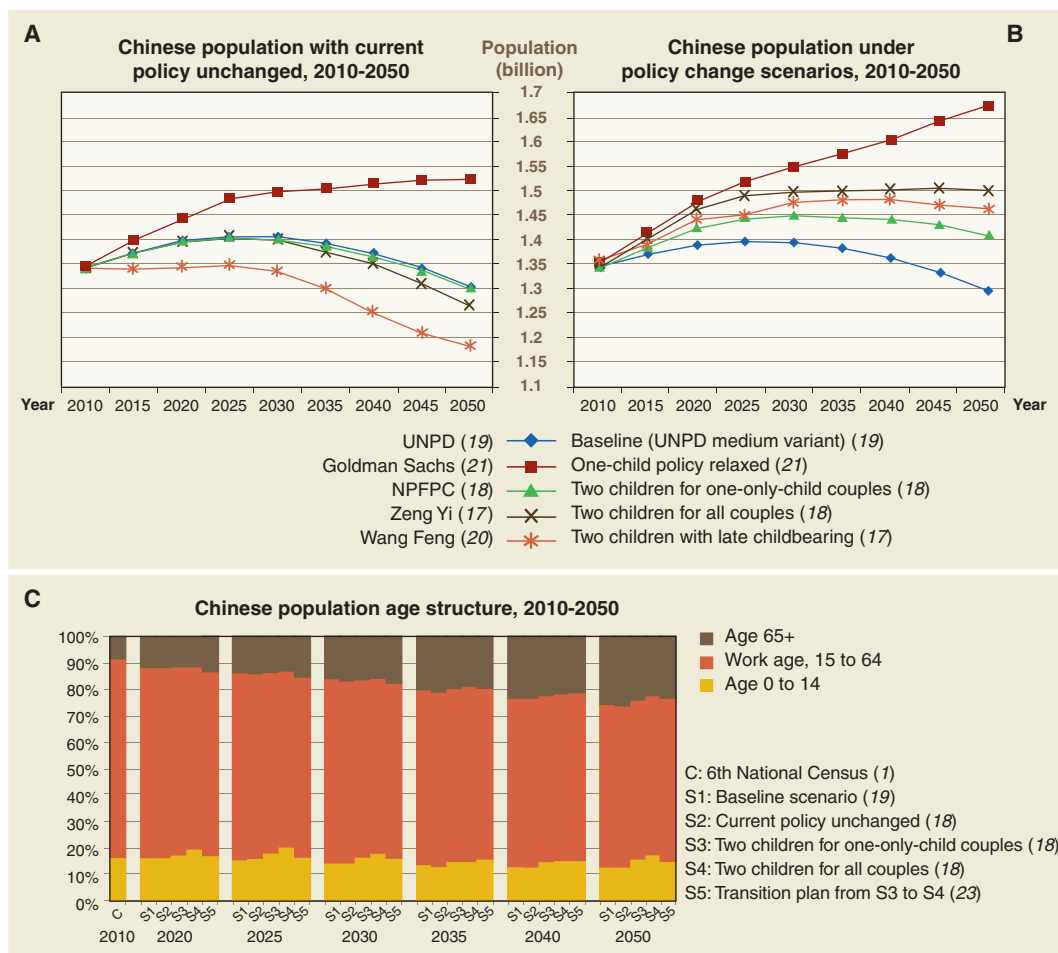 A
Chinese population with current
policy unchanged, 2010-2050
Population
(billion)
Chinese population under
policy change scenarios, 2010-2050
B
1.7
1.65
1.6
1.55
1.5
1.45
1.4
1.35
1.3
1.25
1.2
1.15
1.1
Year 2010 2015 2020 2025 2030 2035 2040 2045 2050
2010 2015 2020 2025 2030 2035 2040 2045 2050 Year
UNPD (19) Baseline (UNPD medium variant) (19)
Goldman Sachs (21) One-child policy relaxed (21)
NPFPC (18) Two children for one-only-child couples (18)
Zeng Yi (17) Two children for all couples (18)
Wang Feng (20) Two children with late childbearing (17)
C
Chinese population age structure, 2010-2050
100%
90%
80%
70%
60%
50%
40%
30%
20%
10%
0%
C S1 S2 S3 S4 S5 S1 S2 S3 S4 S5 S1 S2 S3 S4 S5 S1 S2 S3 S4 S5 S1 S2 S3 S4 S5 S1 S2 S3 S4 S5
2010 2020 2025 2030 2035 2040 2050
Age 65+
Work age, 15 to 64
Age 0 to 14
C: 6th National Census (1)
S1: Baseline scenario (19)
S2: Current policy unchanged (18)
S3: Two children for one-only-child couples (18)
S4: Two children for all couples (18)
S5: Transition plan from S3 to S4 (23)